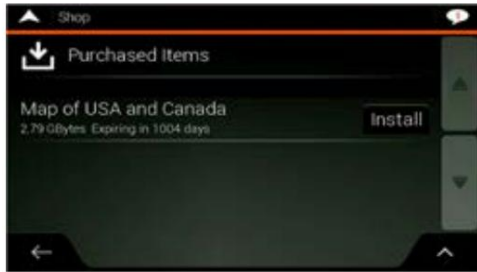 Shop
Purchased Items
Map of USA and Canada
2.79 GBytes Expiring in 1004 days
Install